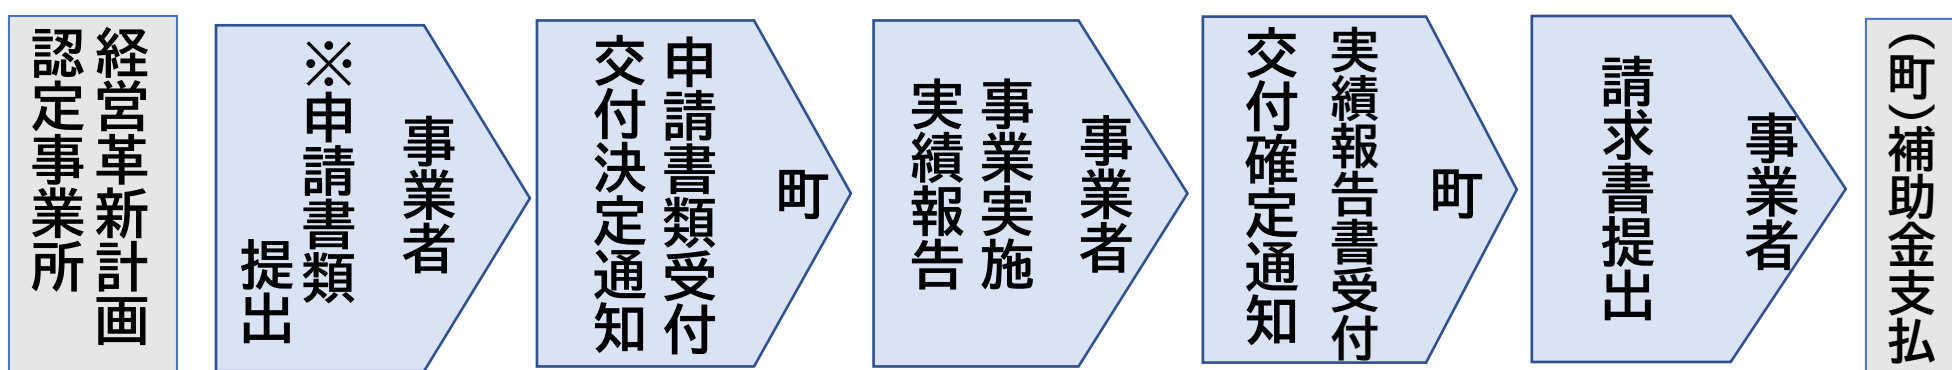 経営革新計画
認定事業所
事業者
※申請書類
提出
町
申請書類受付
交付決定通知
事業者
事業実施
実績報告
町
実績報告書受付
交付確定通知
事業者
請求書提出
（町）補助金支払